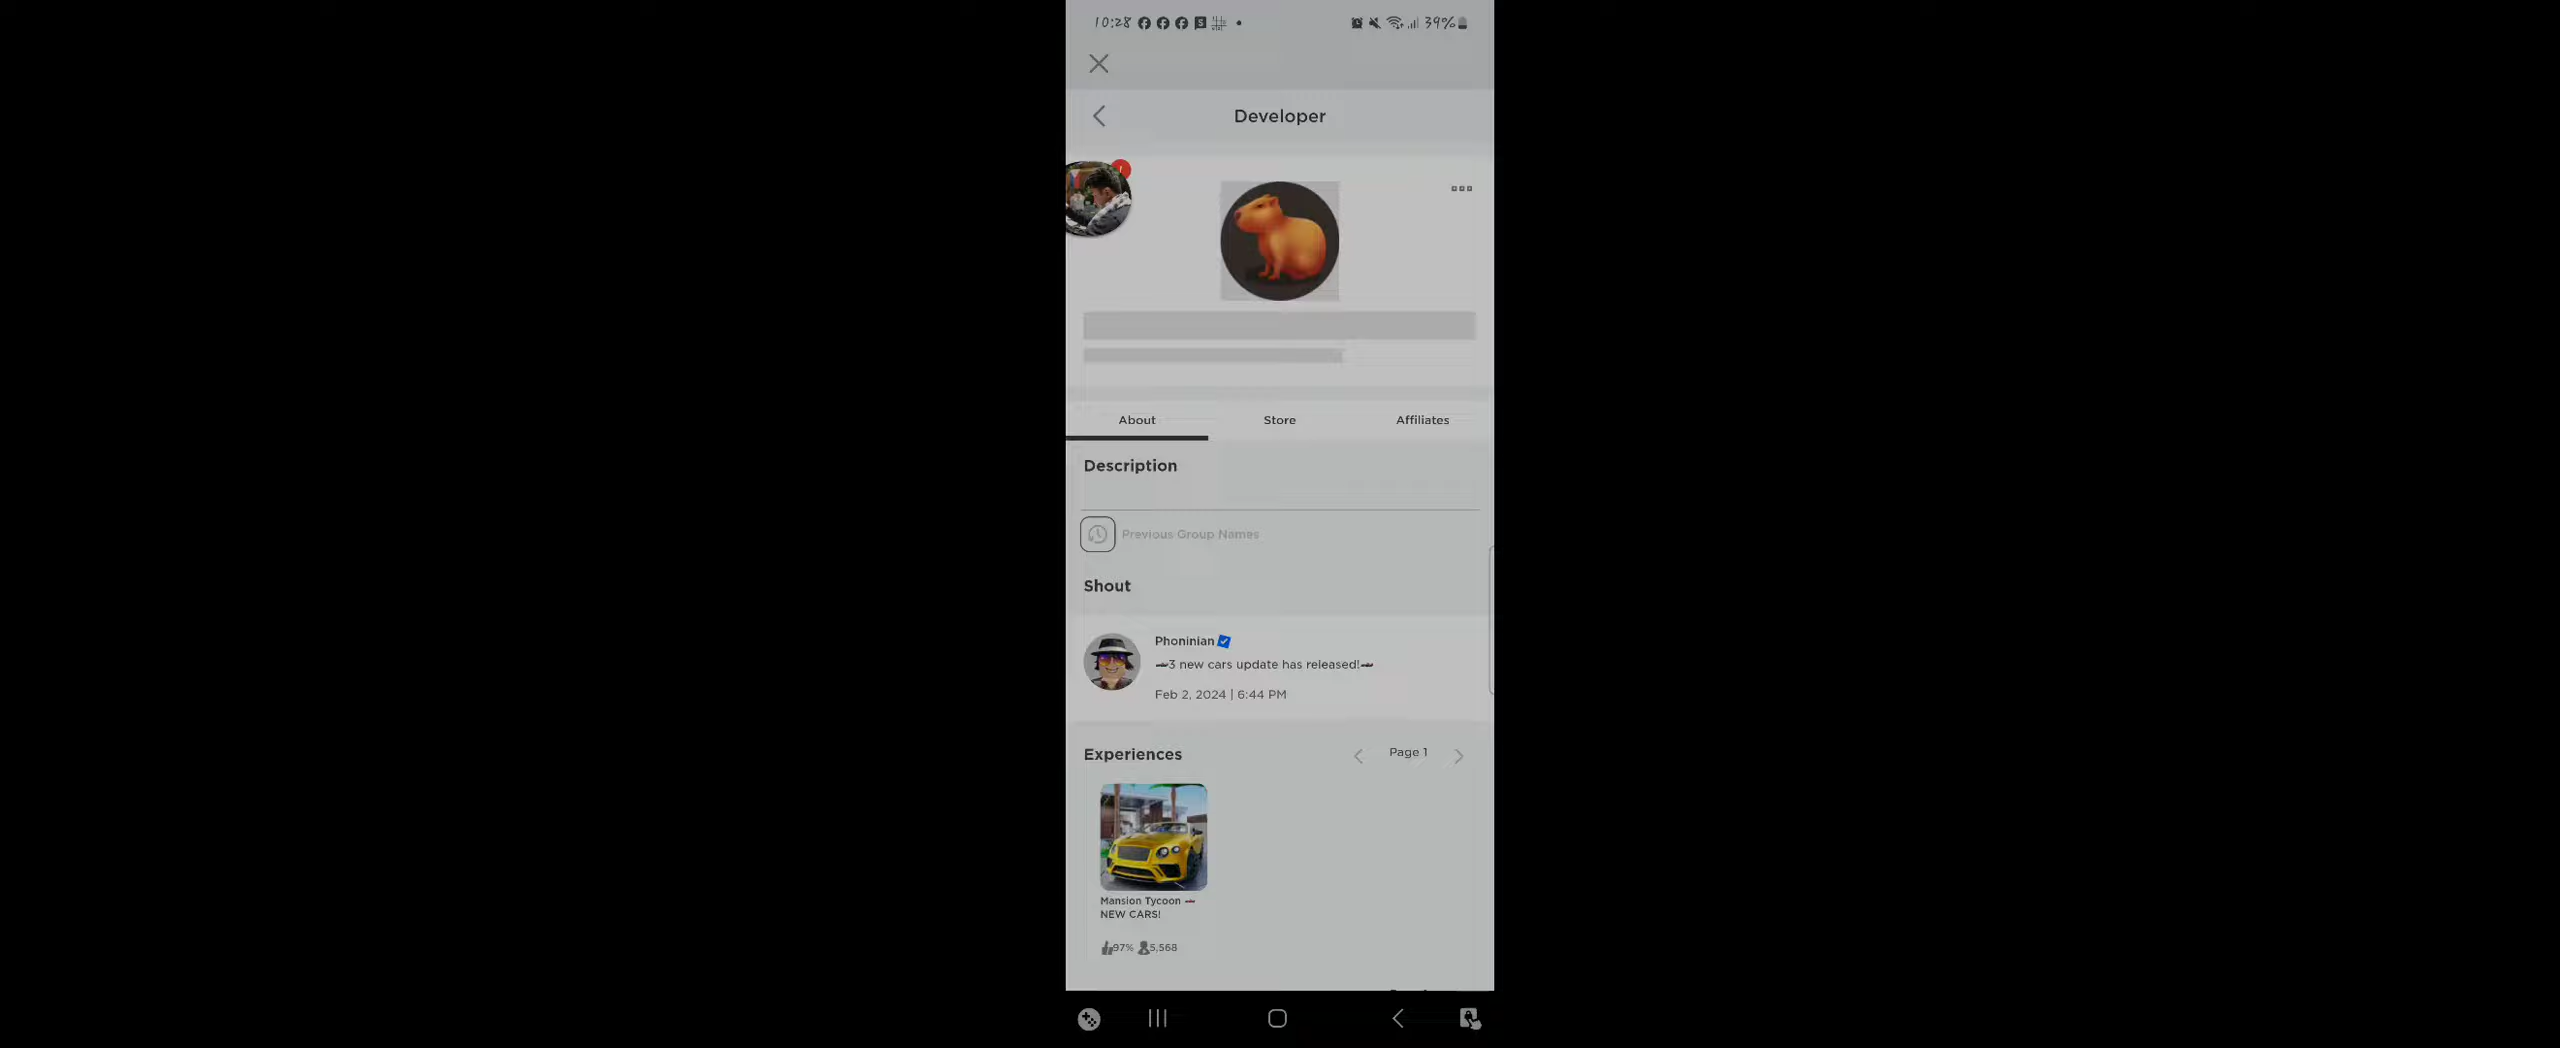 10:28
39%
Developer
About Store Affiliates
Description
Previous Group Names
Shout
Phoninian
3 new cars update has released!
Feb 2, 2024 | 6:44 PM
Experiences
Page 1
Mansion Tycoon
NEW CARS!
97% 5,568